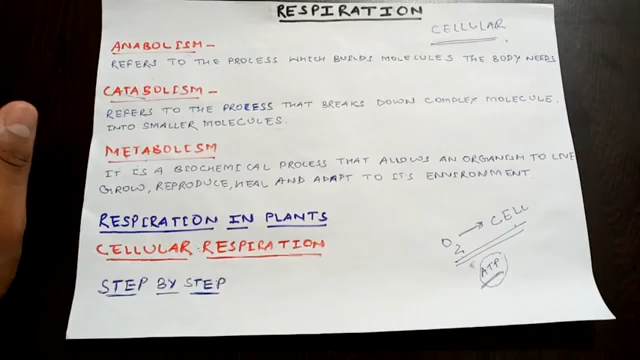 RESPIRATION
CELLULAR
ANABOLISM -
REFERS TO THE PROCESS WHICH BUILDS MOLECULES THE BODY NEEDS
CATABOLISM -
REFERS TO THE PROCESS THAT BREAKS DOWN COMPLEX MOLECULE.
INTO SMALLER MOLECULES.
METABOLISM
IT IS A BIOCHEMICAL PROCESS THAT ALLOWS AN ORGANISM TO LIVE
GROW, REPRODUCE, HEAL AND ADAPT TO ITS ENVIRONMENT.
RESPIRATION IN PLANTS
CELLULAR RESPIRATION
O2 → CELL
ATP
STEP BY STEP